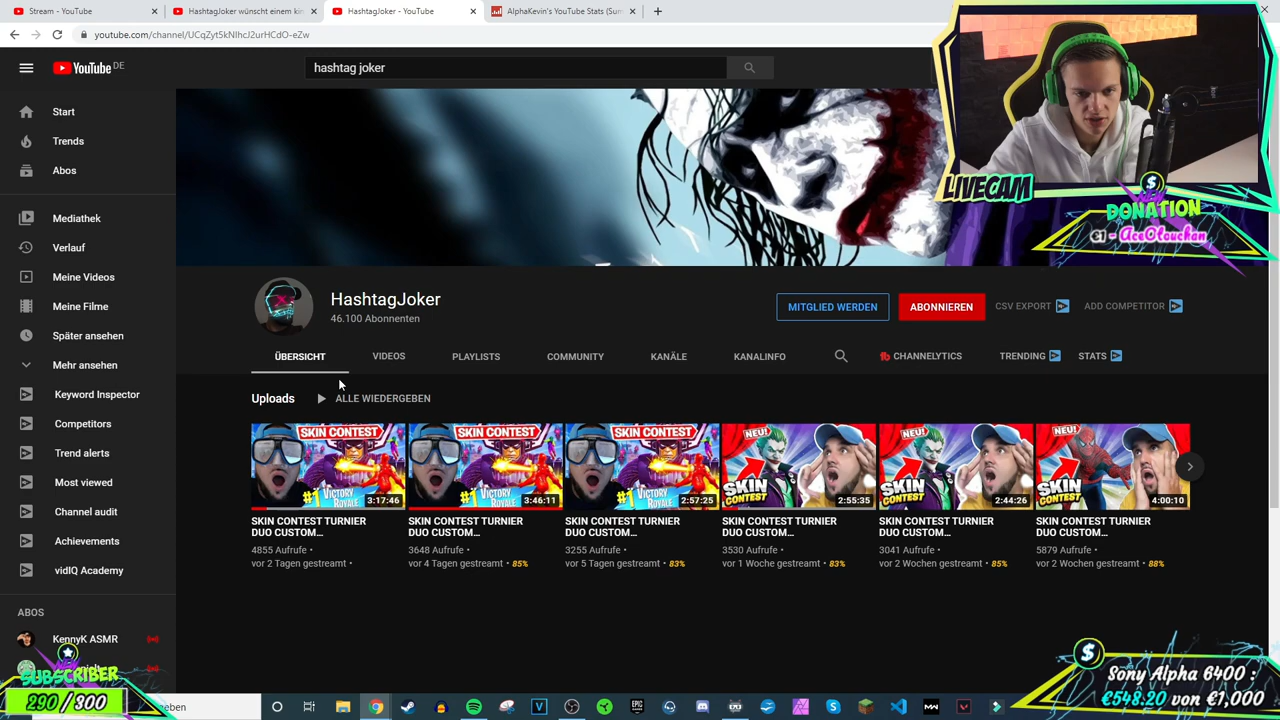 Stream - YouTube
HashtagJoker wünscht einem kin
HashtagJoker - YouTube
AlphaKevin's YouTube Stats (Sum
youtube.com/channel/UCqZyt5kNIhcJ2urHCdO-eZw
YouTube DE
hashtag joker
Start
Trends
Abos
Mediathek
Verlauf
Meine Videos
Meine Filme
Später ansehen
Mehr ansehen
Keyword Inspector
Competitors
Trend alerts
Most viewed
Channel audit
Achievements
vidIQ Academy
ABOS
KennyK ASMR
NEW
SUBSCRIBER
290/300
LIVECAM
NEW
DONATION
€1 - AceOtouchan
HashtagJoker
46.100 Abonnenten
MITGLIED WERDEN
ABONNIEREN
CSV EXPORT
ADD COMPETITOR
ÜBERSICHT
VIDEOS
PLAYLISTS
COMMUNITY
KANÄLE
KANALINFO
CHANNELYTICS
TRENDING
STATS
Uploads
ALLE WIEDERGEBEN
SKIN CONTEST
#1 VICTORY ROYALE
3:17:46
SKIN CONTEST TURNIER
DUO CUSTOM...
4855 Aufrufe •
vor 2 Tagen gestreamt •
SKIN CONTEST
#1 VICTORY ROYALE
3:46:11
SKIN CONTEST TURNIER
DUO CUSTOM...
3648 Aufrufe •
vor 4 Tagen gestreamt • 85%
SKIN CONTEST
#1 VICTORY ROYALE
2:57:25
SKIN CONTEST TURNIER
DUO CUSTOM...
3255 Aufrufe •
vor 5 Tagen gestreamt • 83%
NEU!
SKIN
CONTEST
2:55:35
SKIN CONTEST TURNIER
DUO CUSTOM...
3530 Aufrufe •
vor 1 Woche gestreamt • 83%
NEU!
SKIN
CONTEST
2:44:26
SKIN CONTEST TURNIER
DUO CUSTOM...
3041 Aufrufe •
vor 2 Wochen gestreamt • 85%
NEU!
SKIN
CONTEST
4:00:10
SKIN CONTEST TURNIER
DUO CUSTOM...
5879 Aufrufe •
vor 2 Wochen gestreamt • 88%
Sony Alpha 6400 :
€548.20 von €1,000
geben
EPIC
GAMES